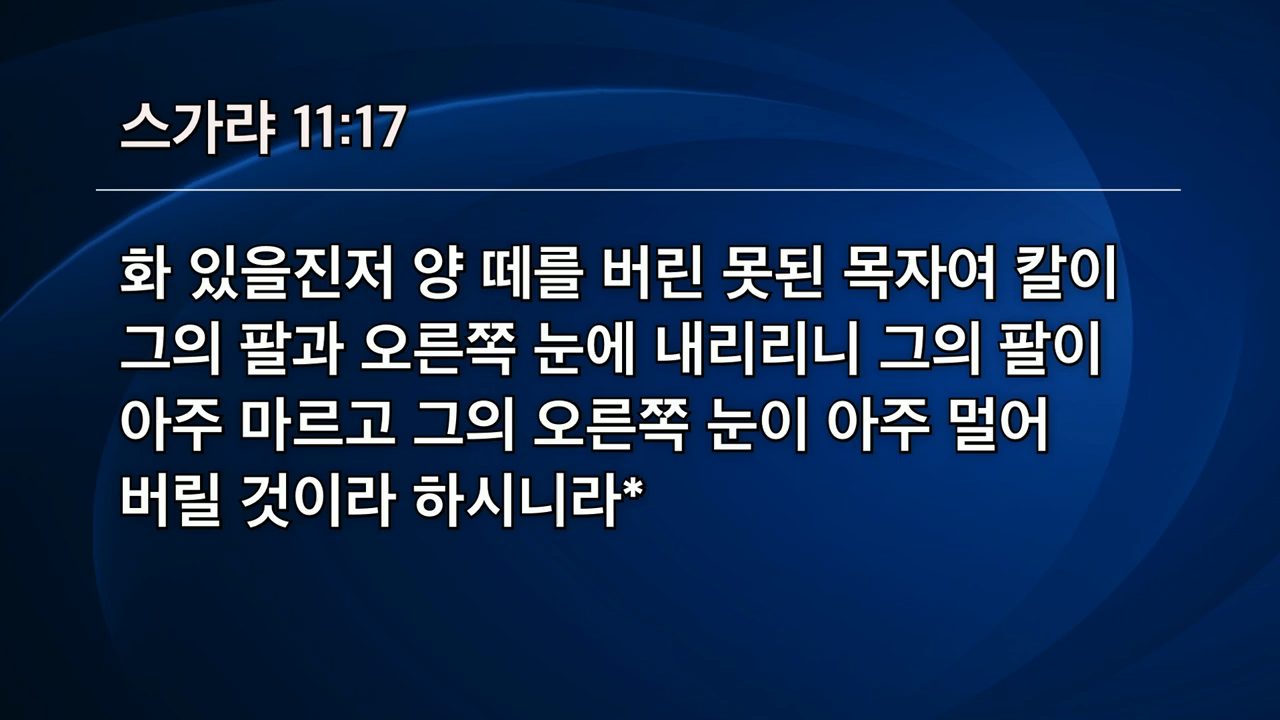 스가랴 11:17
화 있을진저 양 떼를 버린 못된 목자여 칼이
그의 팔과 오른쪽 눈에 내리리니 그의 팔이
아주 마르고 그의 오른쪽 눈이 아주 멀어
버릴 것이라 하시니라*